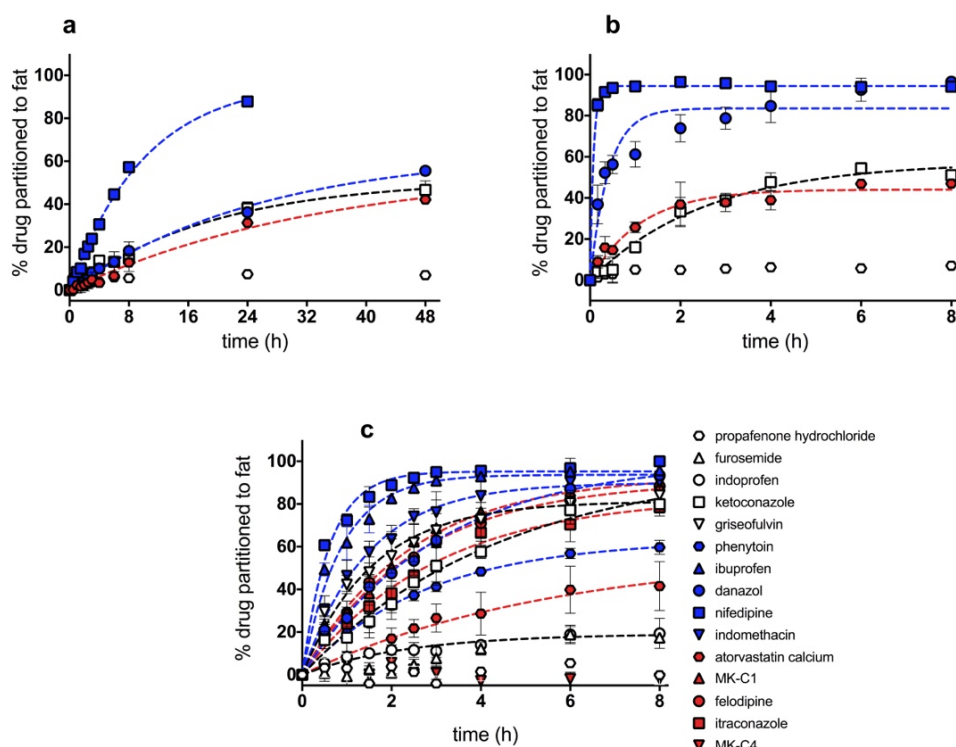 a
% drug partitioned to fat
100
80
60
40
20
0
0 8 16 24 32 40 48
time (h)
b
% drug partitioned to fat
100
80
60
40
20
0
0 2 4 6 8
time (h)
c
% drug partitioned to fat
100
80
60
40
20
0
0 2 4 6 8
time (h)
propafenone hydrochloride
furosemide
indoprofen
ketoconazole
griseofulvin
phenytoin
ibuprofen
danazol
nifedipine
indomethacin
atorvastatin calcium
MK-C1
felodipine
itraconazole
MK-C4